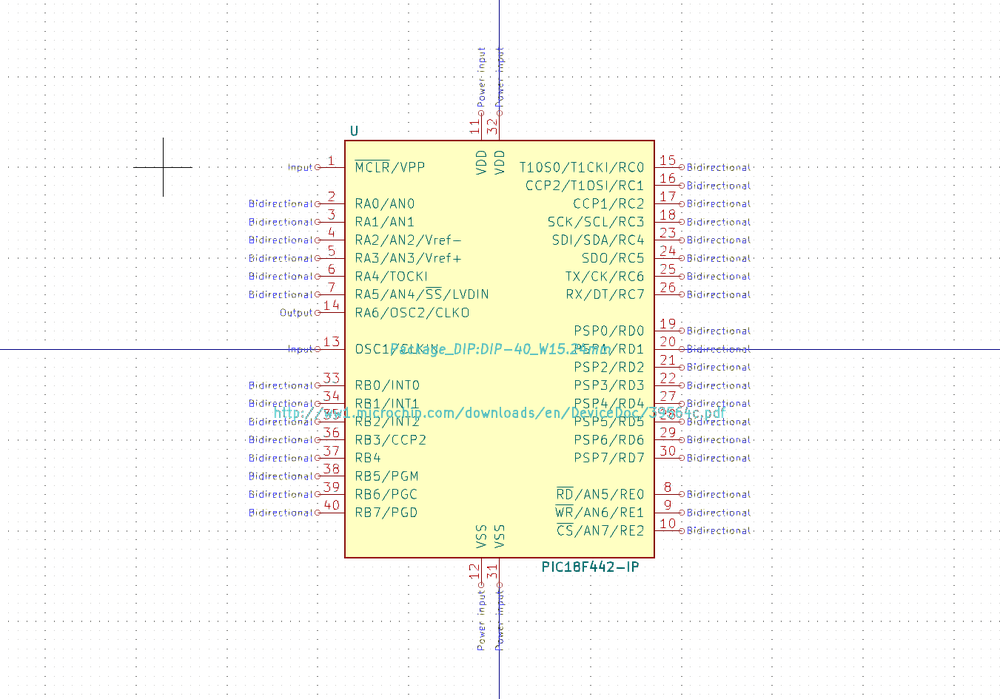 Power input
Power input
11
32
U
VDD
VDD
Input 1 MCLR/VPP T1OSO/T1CKI/RC0 15 Bidirectional
CCP2/T1OSI/RC1 16 Bidirectional
Bidirectional 2 RA0/AN0 CCP1/RC2 17 Bidirectional
Bidirectional 3 RA1/AN1 SCK/SCL/RC3 18 Bidirectional
Bidirectional 4 RA2/AN2/Vref- SDI/SDA/RC4 23 Bidirectional
Bidirectional 5 RA3/AN3/Vref+ SDO/RC5 24 Bidirectional
Bidirectional 6 RA4/TOCKI TX/CK/RC6 25 Bidirectional
Bidirectional 7 RA5/AN4/SS/LVDIN RX/DT/RC7 26 Bidirectional
Output 14 RA6/OSC2/CLKO
PSP0/RD0 19 Bidirectional
Input 13 OSC1/CLKIN Package_DIP:DIP-40_W15.24mm PSP1/RD1 20 Bidirectional
PSP2/RD2 21 Bidirectional
Bidirectional 33 RB0/INT0 PSP3/RD3 22 Bidirectional
Bidirectional 34 RB1/INT1 PSP4/RD4 27 Bidirectional
http://ww1.microchip.com/downloads/en/DeviceDoc/39564c.pdf
Bidirectional 35 RB2/INT2 PSP5/RD5 28 Bidirectional
Bidirectional 36 RB3/CCP2 PSP6/RD6 29 Bidirectional
Bidirectional 37 RB4 PSP7/RD7 30 Bidirectional
Bidirectional 38 RB5/PGM
Bidirectional 39 RB6/PGC RD/AN5/RE0 8 Bidirectional
Bidirectional 40 RB7/PGD WR/AN6/RE1 9 Bidirectional
CS/AN7/RE2 10 Bidirectional
VSS
VSS
PIC18F442-IP
12
31
Power input
Power input